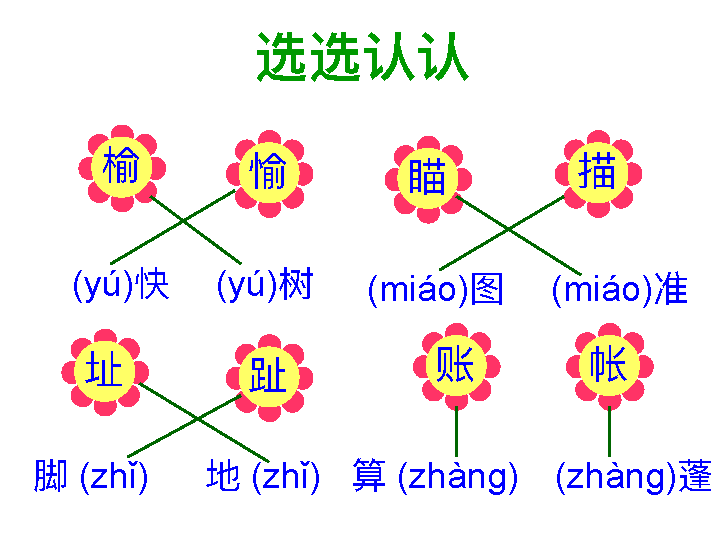 选选认认
榆 愉 瞄 描
(yú)快 (yú)树 (miáo)图 (miáo)准
址 趾 账 帐
脚 (zhǐ) 地 (zhǐ) 算 (zhàng) (zhàng)蓬